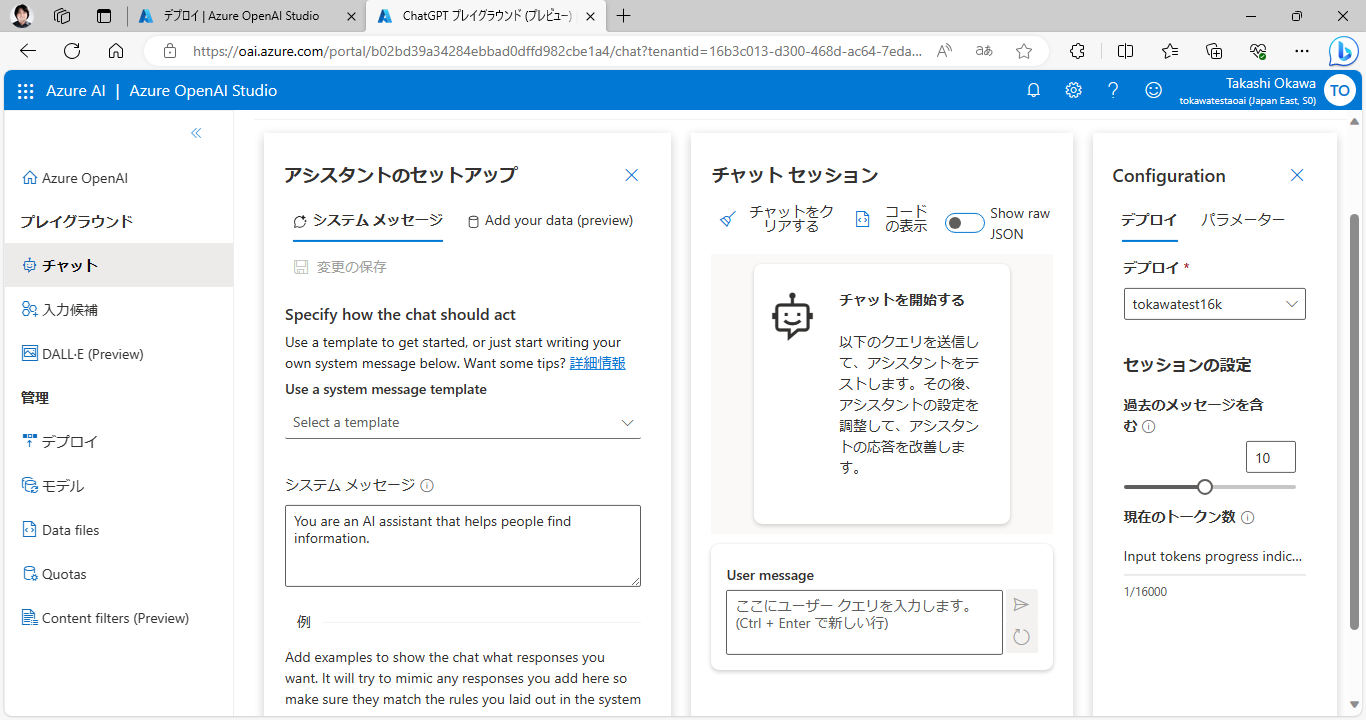 デプロイ | Azure OpenAI Studio
ChatGPT プレイグラウンド (プレビュー)
https://oai.azure.com/portal/b02bd39a34284ebbad0dffd982cbe1a4/chat?tenantid=16b3c013-d300-468d-ac64-7eda...
Azure AI | Azure OpenAI Studio
Takashi Okawa
tokawatestaoai (Japan East, S0)
TO
Azure OpenAI
プレイグラウンド
チャット
入力候補
DALL·E (Preview)
管理
デプロイ
モデル
Data files
Quotas
Content filters (Preview)
アシスタントのセットアップ
システム メッセージ
Add your data (preview)
変更の保存
Specify how the chat should act
Use a template to get started, or just start writing your
own system message below. Want some tips? 詳細情報
Use a system message template
Select a template
システム メッセージ
You are an AI assistant that helps people find
information.
例
Add examples to show the chat what responses you
want. It will try to mimic any responses you add here so
make sure they match the rules you laid out in the system
チャット セッション
チャットをク
リアする
コード
の表示
Show raw
JSON
チャットを開始する
以下のクエリを送信し
て、アシスタントをテ
ストします。その後、
アシスタントの設定を
調整して、アシスタン
トの応答を改善しま
す。
User message
ここにユーザー クエリを入力します。
(Ctrl + Enter で新しい行)
Configuration
デプロイ
パラメーター
デプロイ *
tokawatest16k
セッションの設定
過去のメッセージを含
む
10
現在のトークン数
Input tokens progress indic...
1/16000